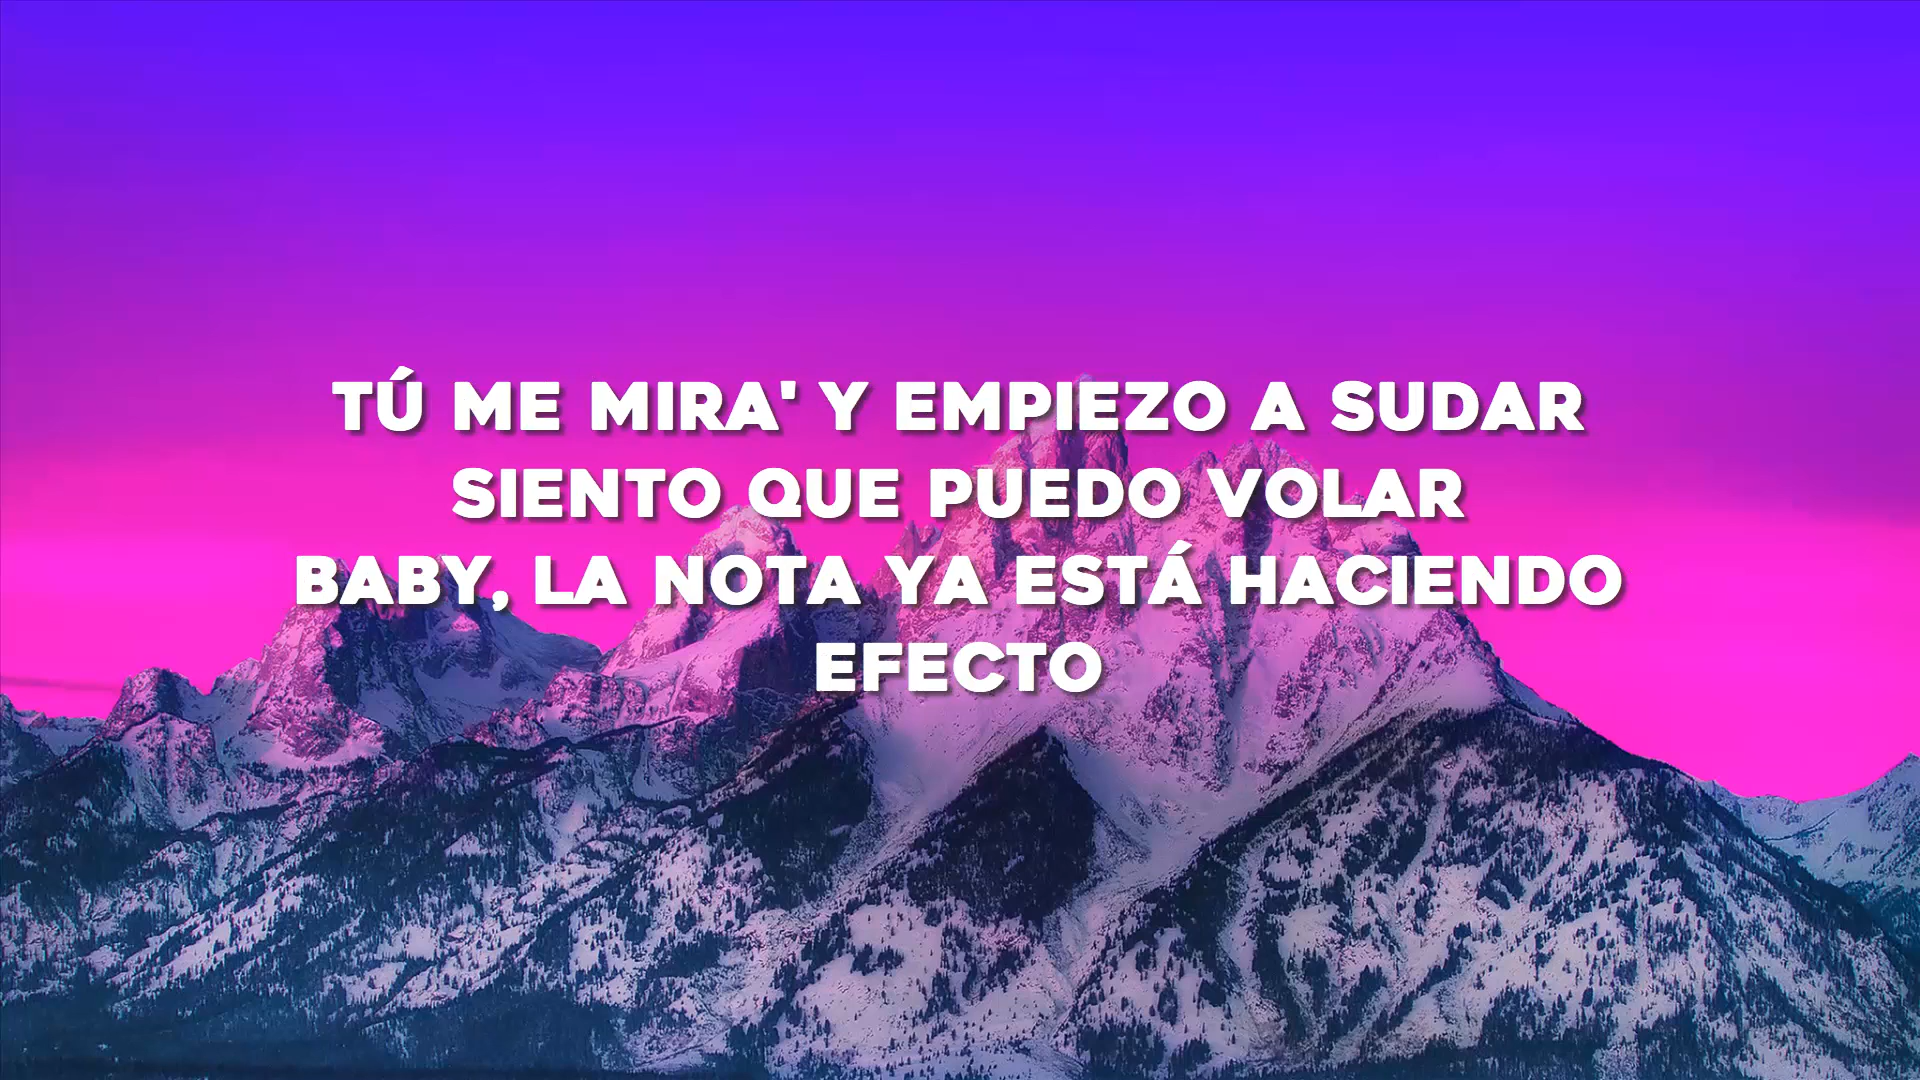 TÚ ME MIRA' Y EMPIEZO A SUDAR
SIENTO QUE PUEDO VOLAR
BABY, LA NOTA YA ESTÁ HACIENDO
EFECTO